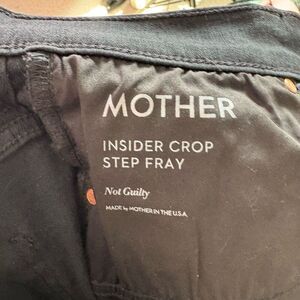 MOTHER
INSIDER CROP
STEP FRAY
Not Guilty
MADE by MOTHER IN THE U.S.A.